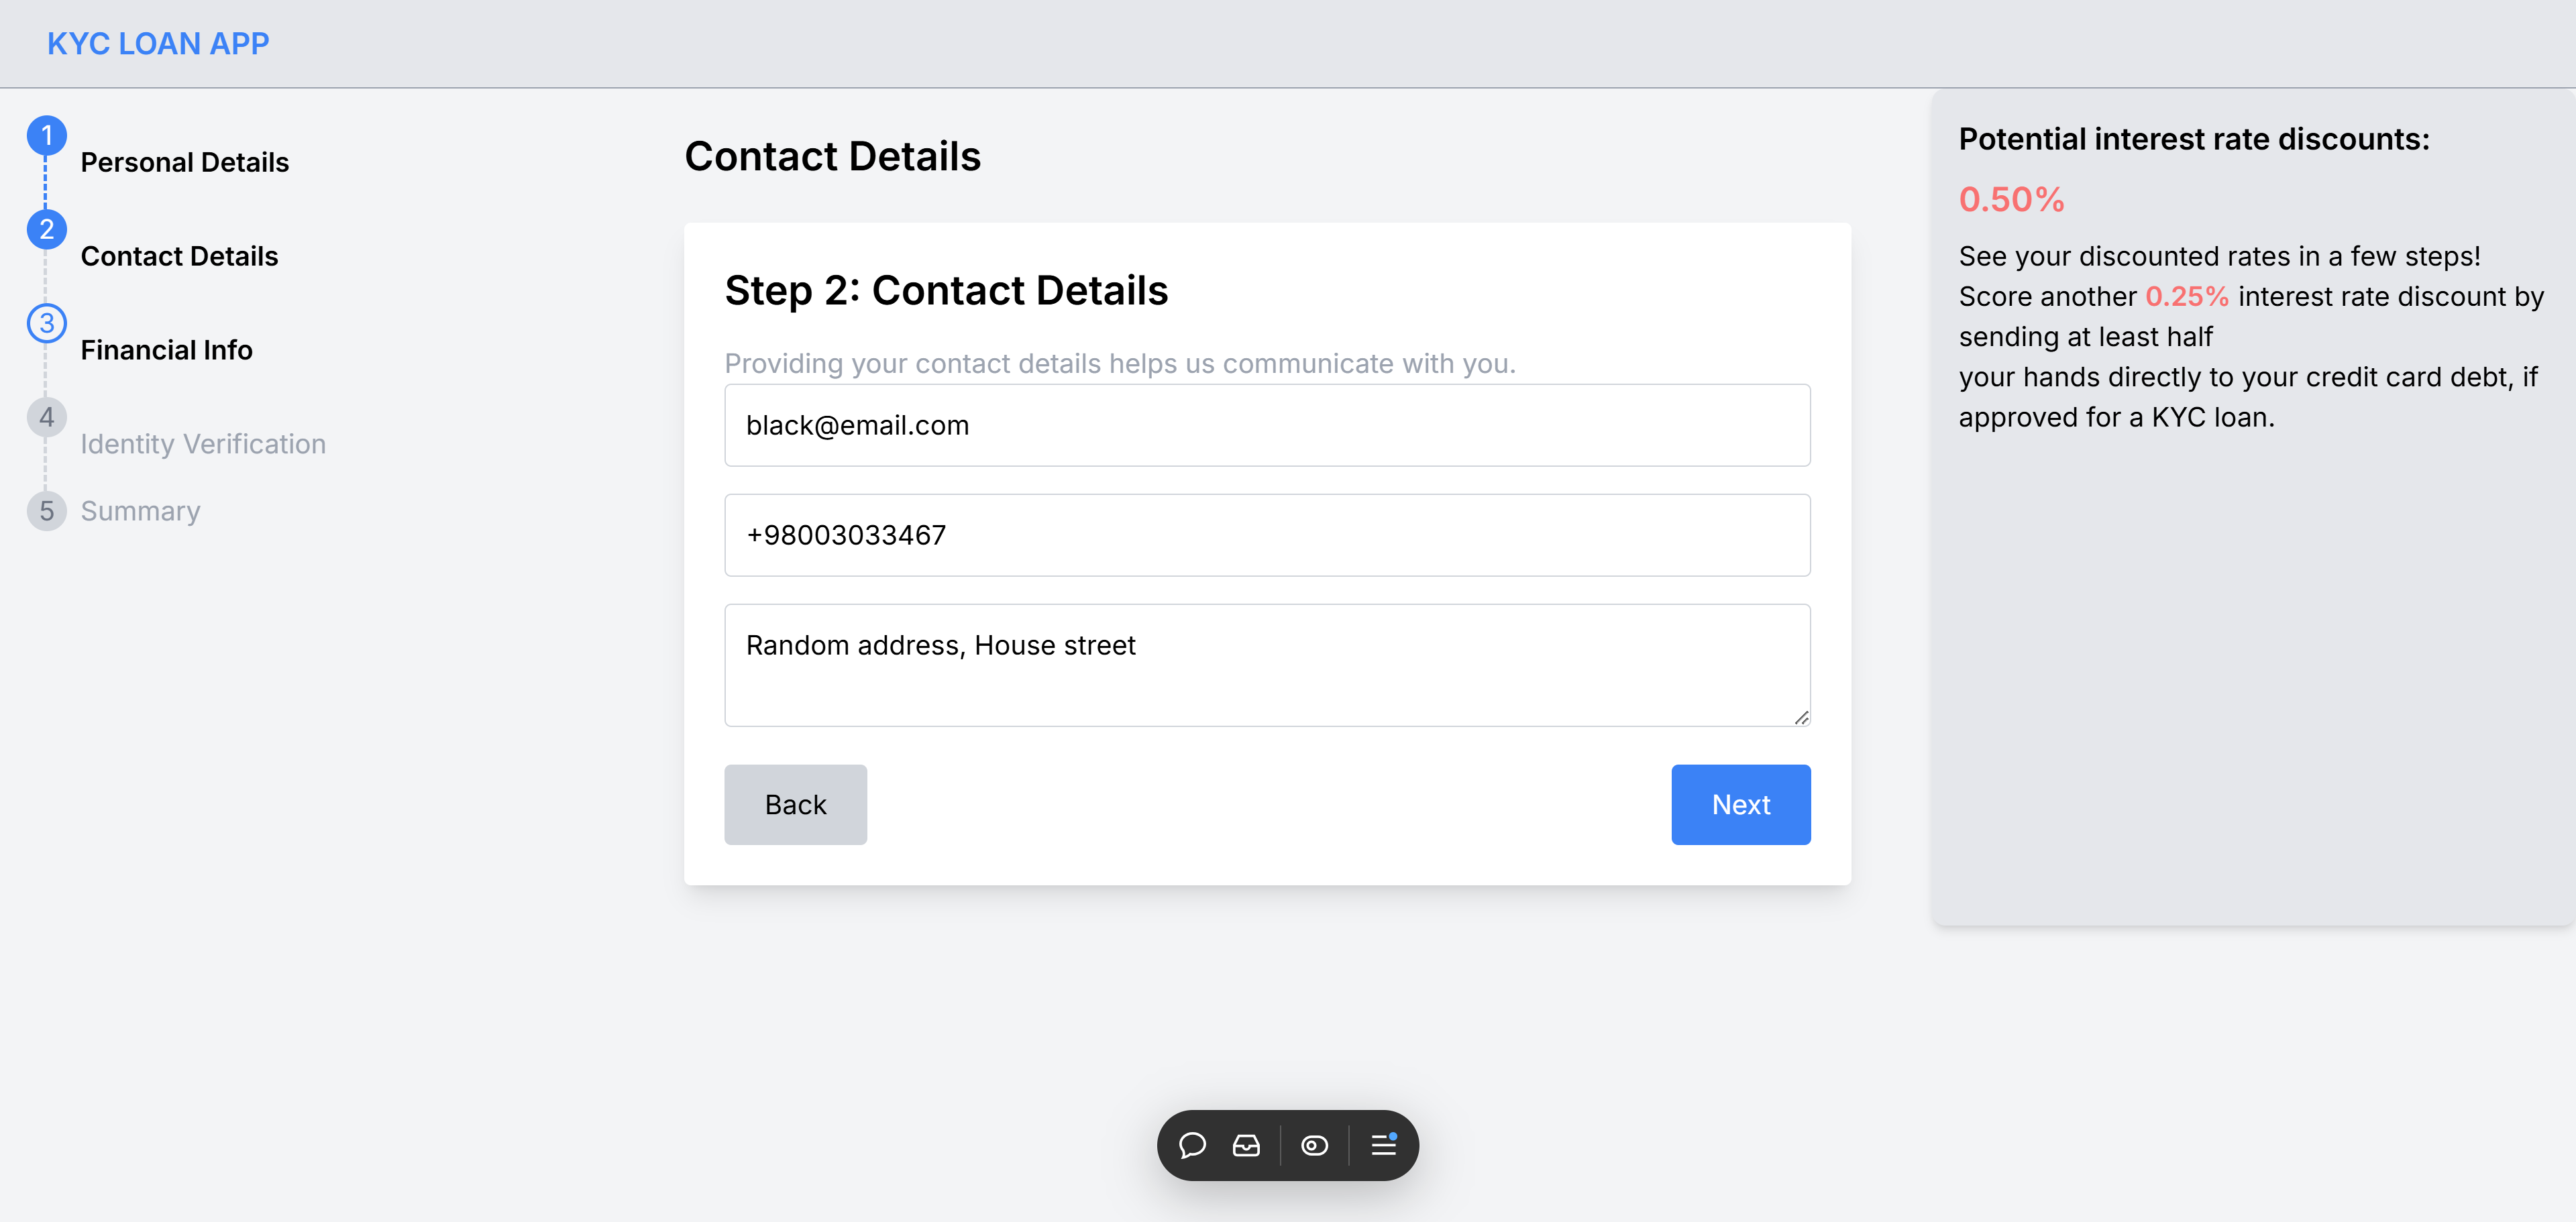 KYC LOAN APP
1
Personal Details
2
Contact Details
3
Financial Info
4
Identity Verification
5
Summary
Contact Details
Step 2: Contact Details
Providing your contact details helps us communicate with you.
black@email.com
+98003033467
Random address, House street
Back
Next
Potential interest rate discounts:
0.50%
See your discounted rates in a few steps!
Score another 0.25% interest rate discount by
sending at least half
your hands directly to your credit card debt, if
approved for a KYC loan.